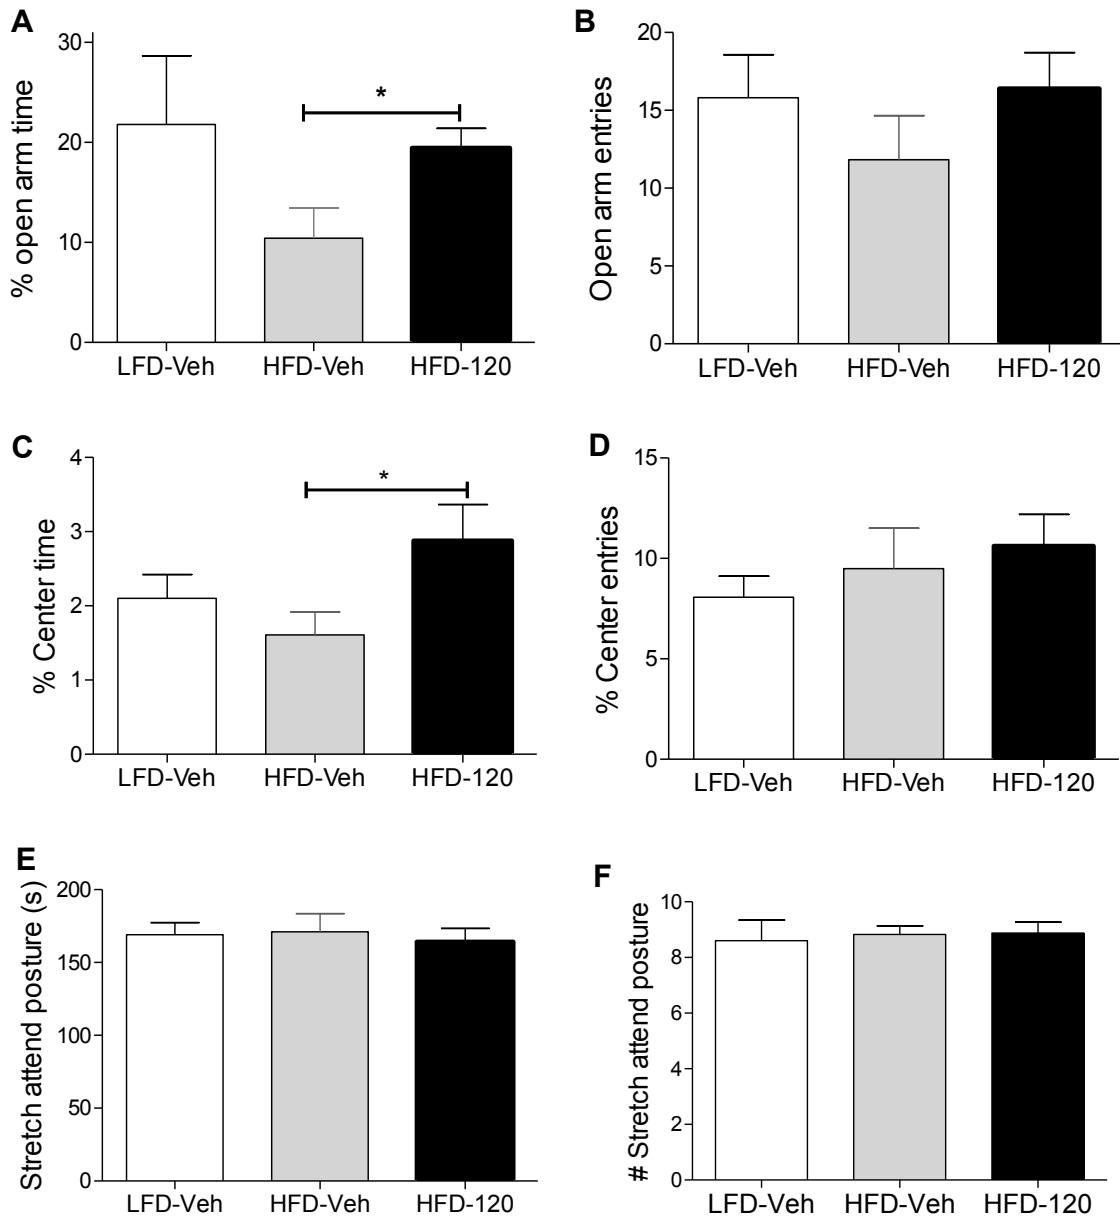 A
% open arm time
30
20
10
0
*
LFD-Veh HFD-Veh HFD-120
B
Open arm entries
20
15
10
5
0
LFD-Veh HFD-Veh HFD-120
C
% Center time
4
3
2
1
0
*
LFD-Veh HFD-Veh HFD-120
D
% Center entries
15
10
5
0
LFD-Veh HFD-Veh HFD-120
E
Stretch attend posture (s)
200
150
100
50
0
LFD-Veh HFD-Veh HFD-120
F
# Stretch attend posture
10
8
6
4
2
0
LFD-Veh HFD-Veh HFD-120